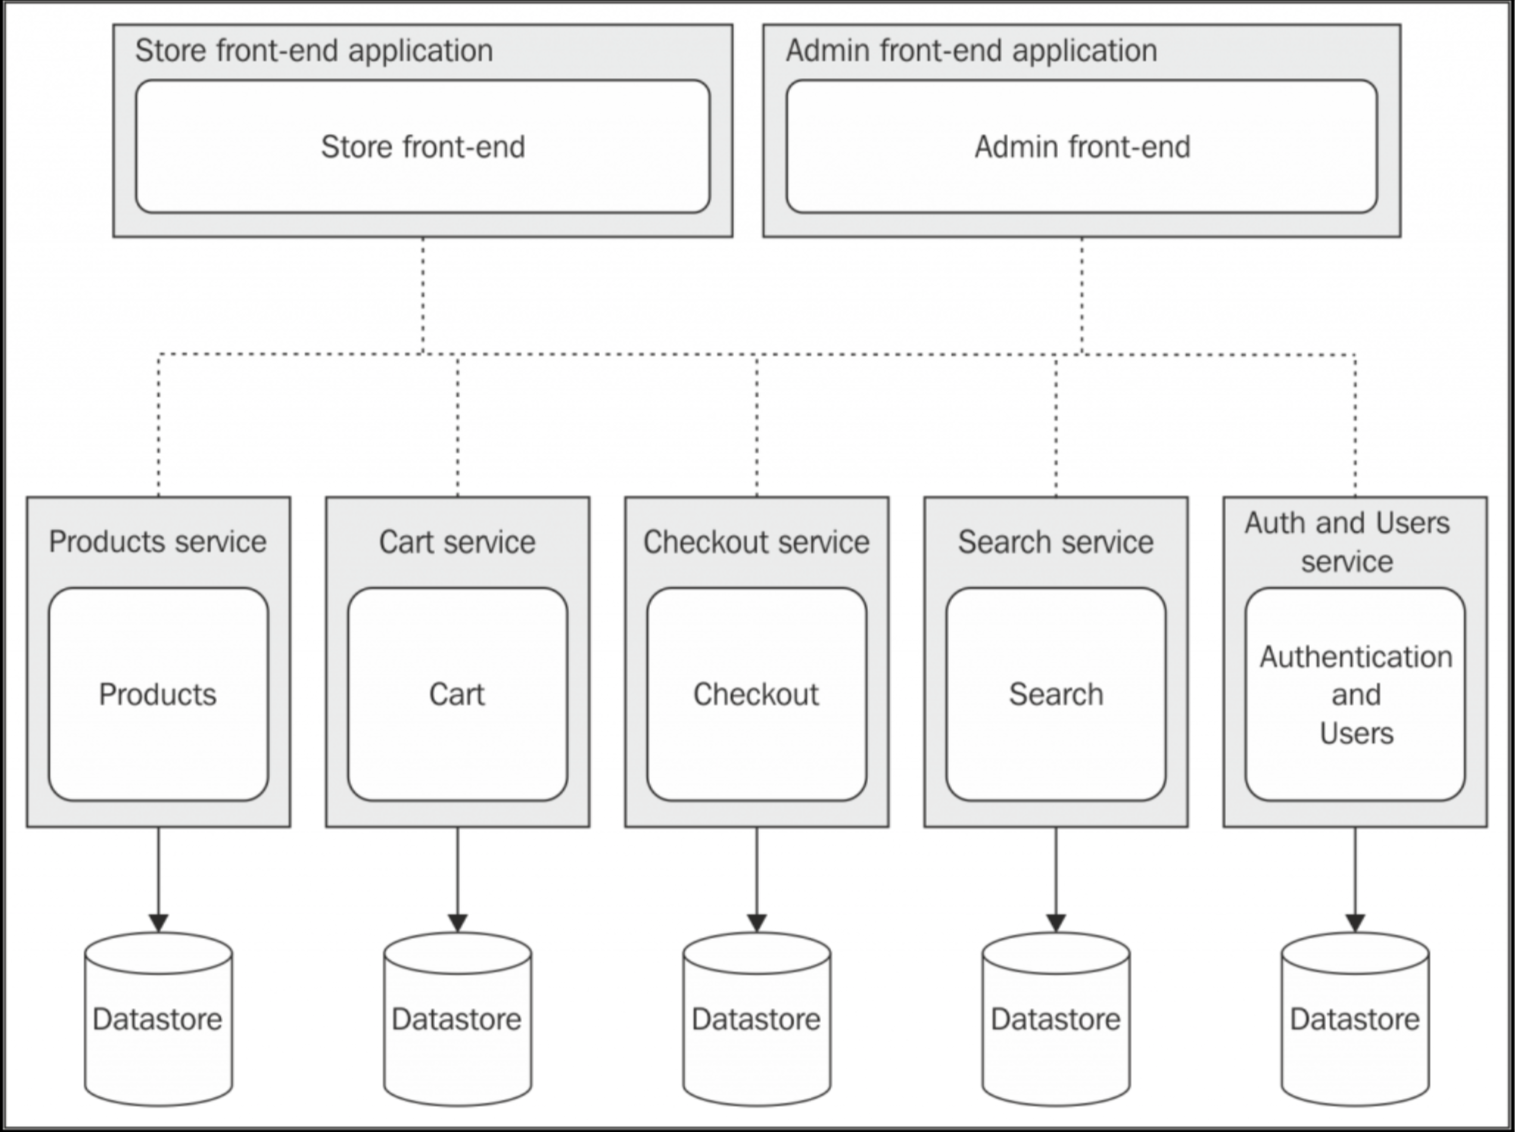 Store front-end application
Admin front-end application
Store front-end
Admin front-end
Products service
Cart service
Checkout service
Search service
Auth and Users
service
Products
Cart
Checkout
Search
Authentication
and
Users
Datastore
Datastore
Datastore
Datastore
Datastore